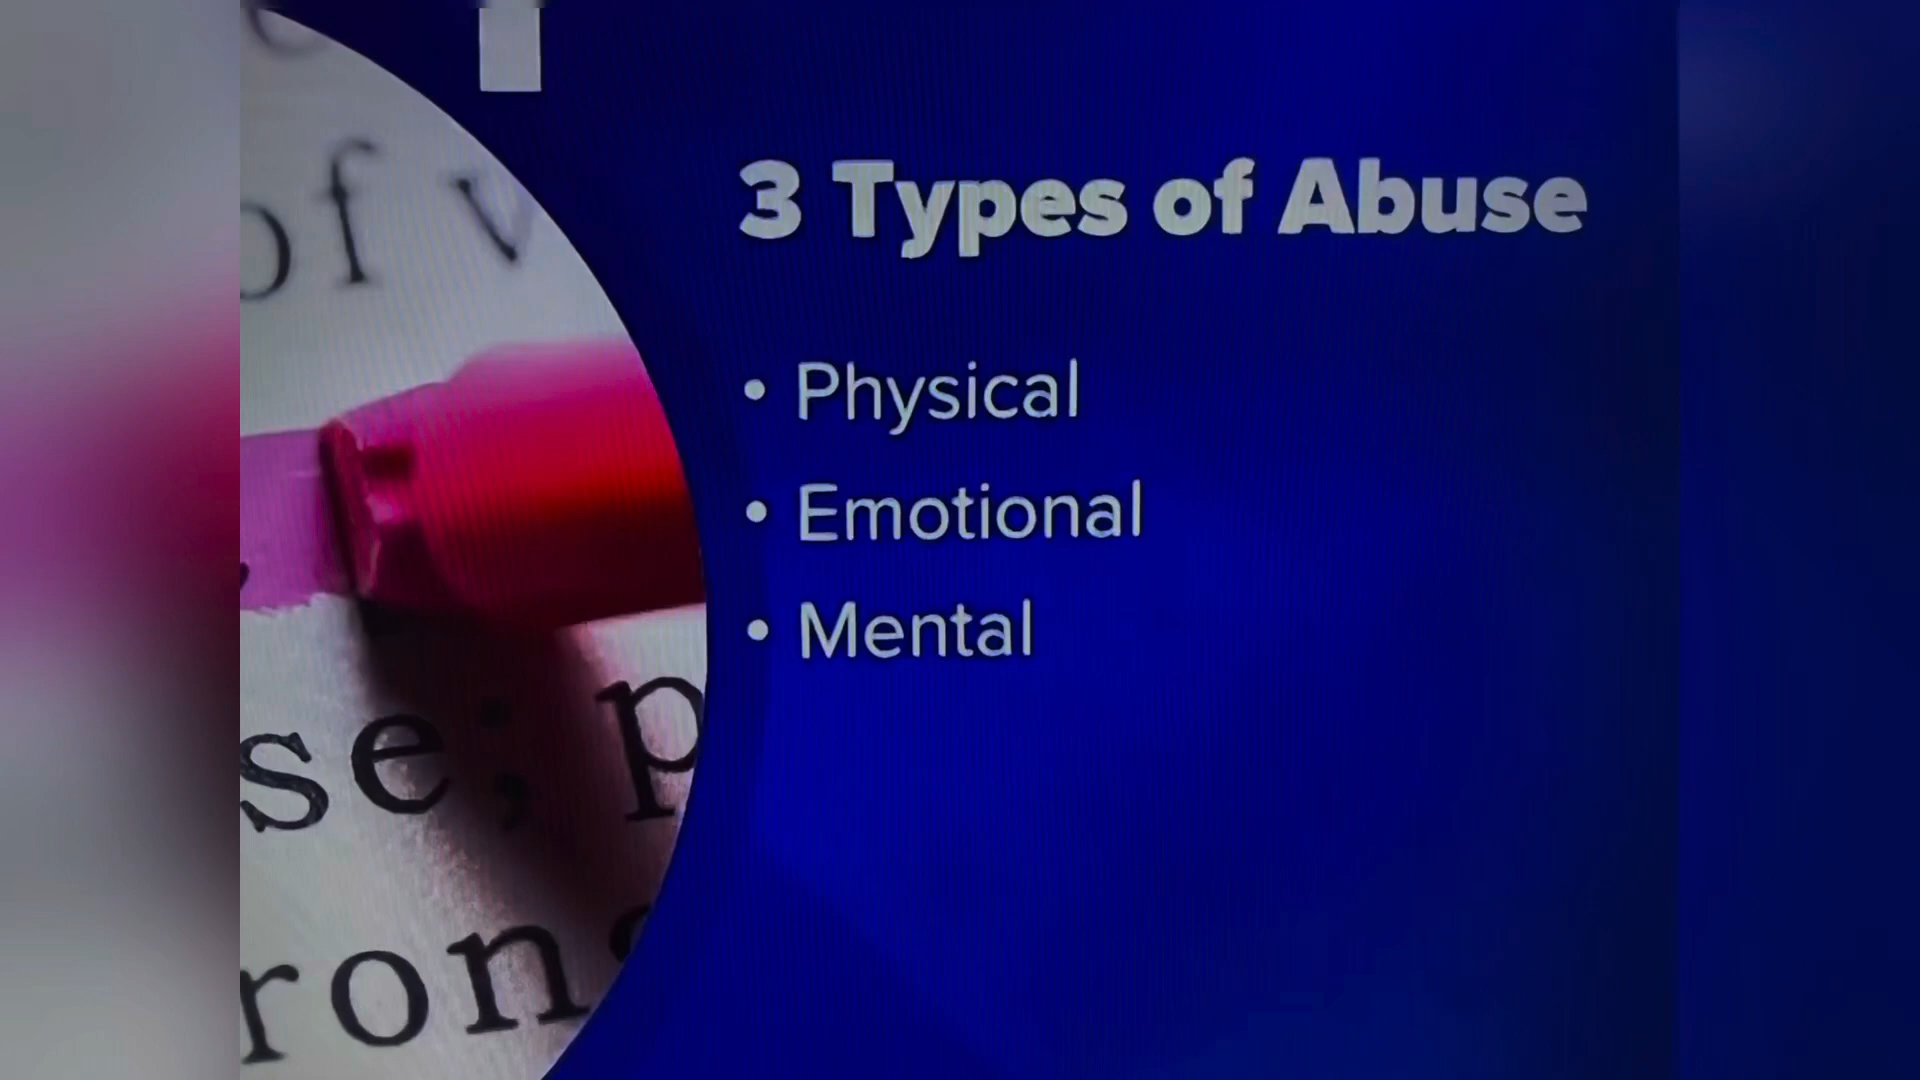 of
3 Types of Abuse
• Physical
• Emotional
• Mental
se; p
ron